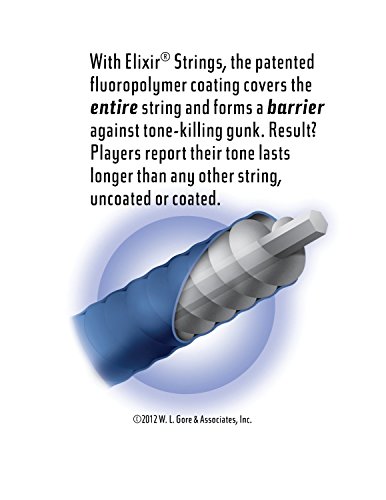 With Elixir® Strings, the patented
fluoropolymer coating covers the
entire string and forms a barrier
against tone-killing gunk. Result?
Players report their tone lasts
longer than any other string,
uncoated or coated.
©2012 W. L. Gore & Associates, Inc.